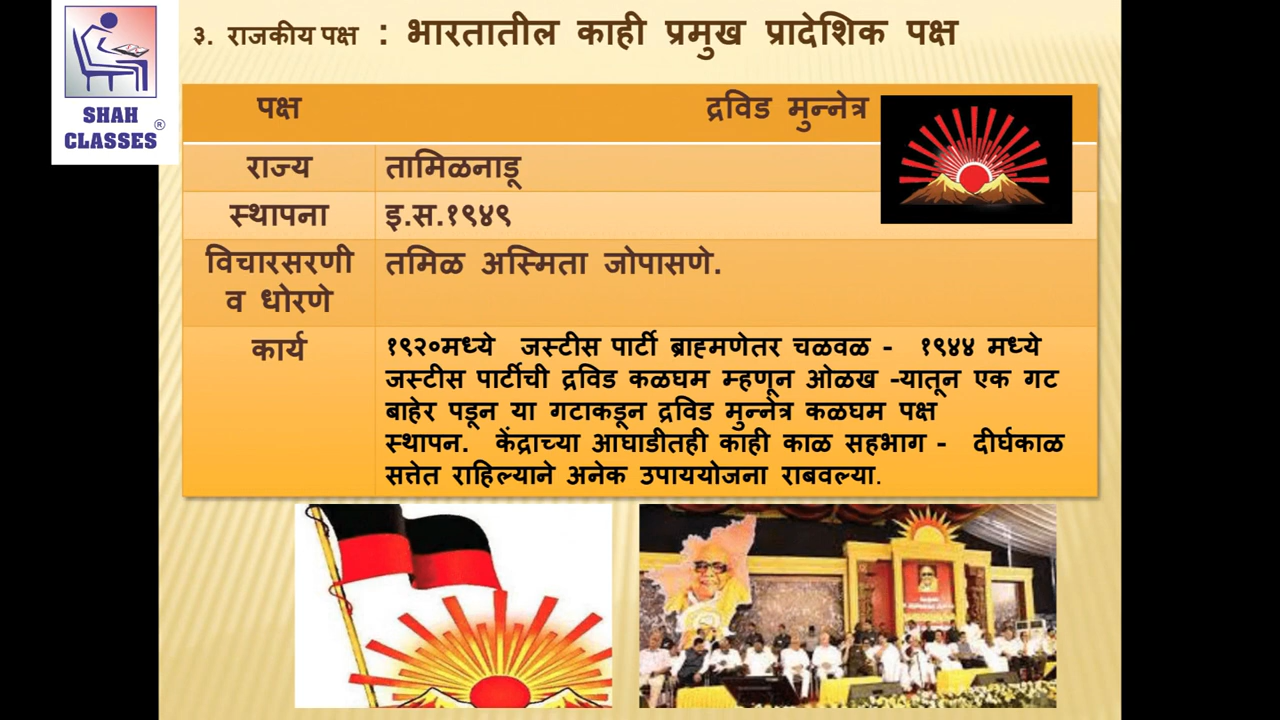 SHAH
CLASSES®
३. राजकीय पक्ष : भारतातील काही प्रमुख प्रादेशिक पक्ष
पक्ष द्रविड मुन्नेत्र
राज्य तामिळनाडू
स्थापना इ.स.१९४९
विचारसरणी
व धोरणे
तमिळ अस्मिता जोपासणे.
कार्य
१९२०मध्ये जस्टीस पार्टी ब्राह्मणेतर चळवळ - १९४४ मध्ये
जस्टीस पार्टीची द्रविड कळघम म्हणून ओळख -यातून एक गट
बाहेर पडून या गटाकडून द्रविड मुन्नेत्र कळघम पक्ष
स्थापन. केंद्राच्या आघाडीतही काही काळ सहभाग - दीर्घकाळ
सत्तेत राहिल्याने अनेक उपाययोजना राबवल्या.